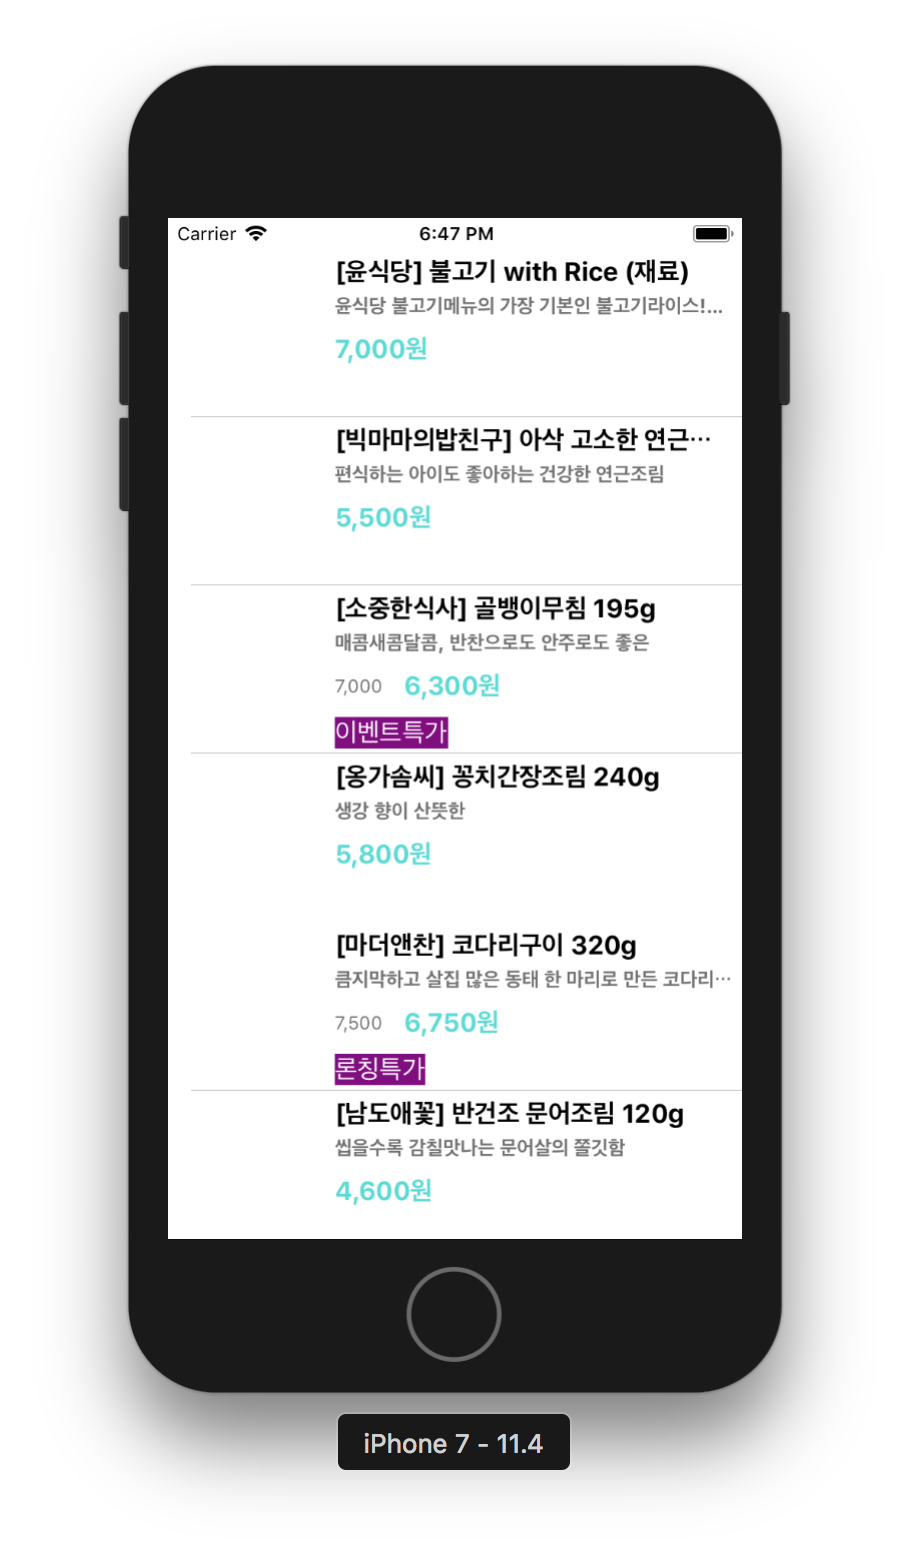 Carrier
6:47 PM
[윤식당] 불고기 with Rice (재료)
윤식당 불고기메뉴의 가장 기본인 불고기라이스!...
7,000원
[빅마마의밥친구] 아삭 고소한 연근…
편식하는 아이도 좋아하는 건강한 연근조림
5,500원
[소중한식사] 골뱅이무침 195g
매콤새콤달콤, 반찬으로도 안주로도 좋은
7,000 6,300원
이벤트특가
[옹가솜씨] 꽁치간장조림 240g
생강 향이 산뜻한
5,800원
[마더앤찬] 코다리구이 320g
큼지막하고 살집 많은 동태 한 마리로 만든 코다리…
7,500 6,750원
론칭특가
[남도애꽃] 반건조 문어조림 120g
씹을수록 감칠맛나는 문어살의 쫄깃함
4,600원
iPhone 7 - 11.4